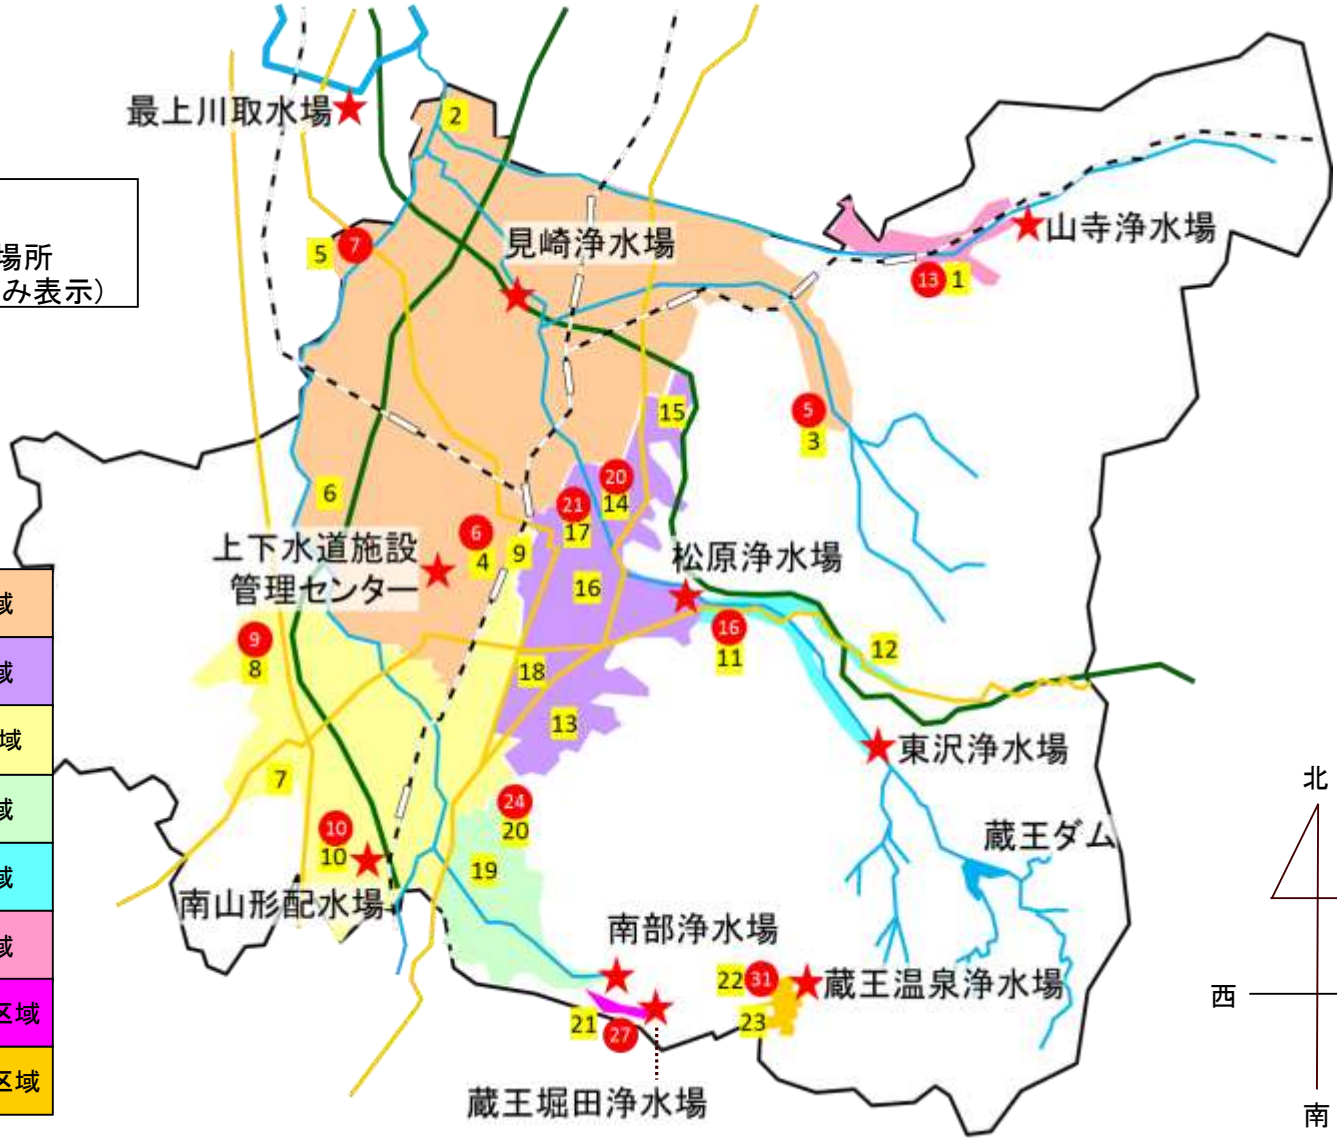 最上川取水場
2
場所
み表示）
5
7
見崎浄水場
山寺浄水場
13
1
15
5
3
6
20
14
21
17
上下水道施設
管理センター
6
4
9
松原浄水場
16
域
域
域
域
域
域
区域
区域
9
8
16
11
12
18
13
東沢浄水場
7
24
20
北
10
10
蔵王ダム
19
南山形配水場
南部浄水場
22
31
蔵王温泉浄水場
西
21
27
23
蔵王堀田浄水場
南